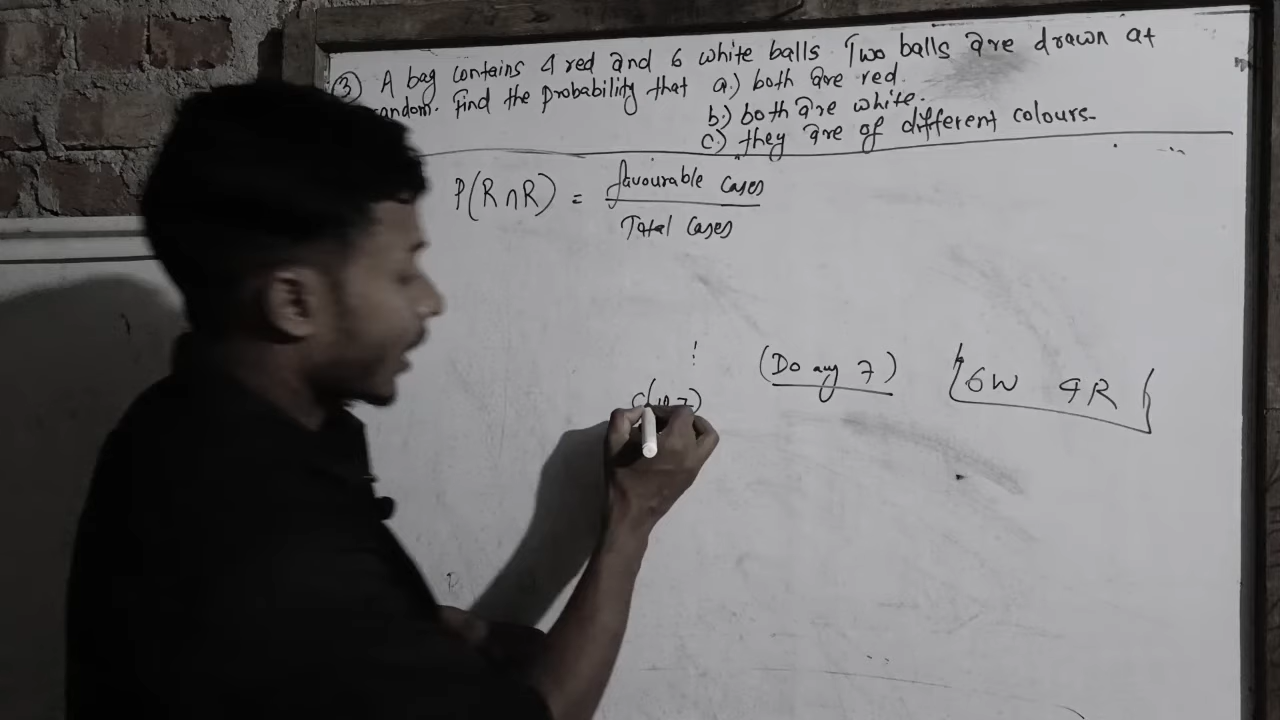 3) A bag contains 4 red and 6 white balls. Two balls are drawn at
random. Find the probability that a.) both are red.
b.) both are white.
c.) they are of different colours.
P(R∩R) = favourable cases
Total Cases
(Do any 7)
6W 4R